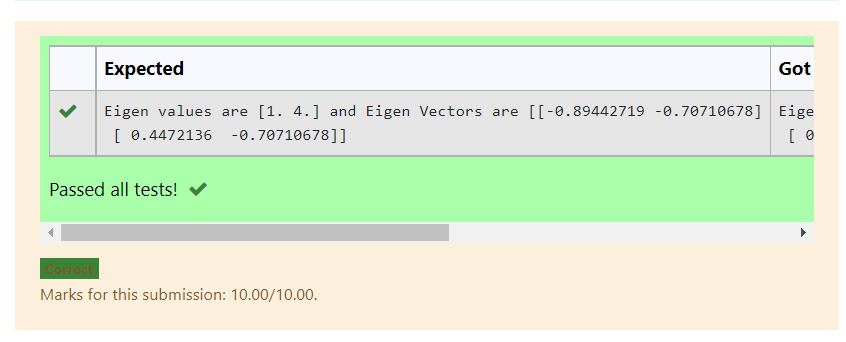 Expected Got
Eigen values are [1. 4.] and Eigen Vectors are [[-0.89442719 -0.70710678] Eige
[ 0.4472136  -0.70710678]] [ 0
Passed all tests!
Correct
Marks for this submission: 10.00/10.00.